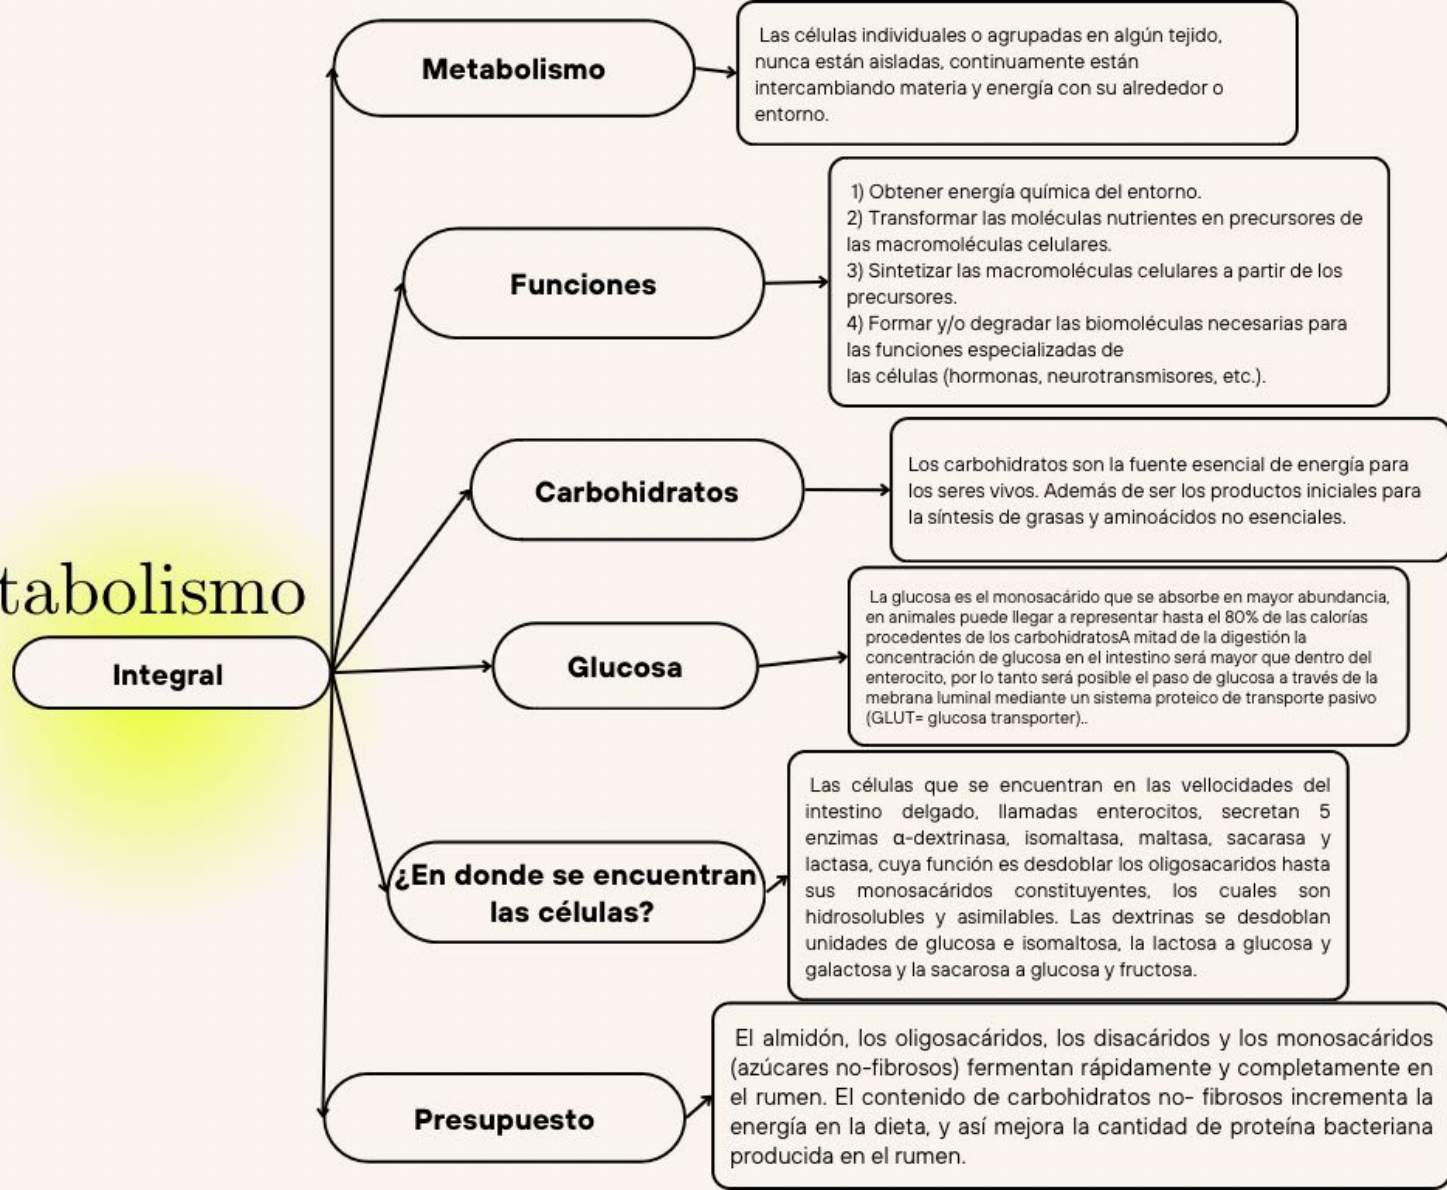 Metabolismo
Las células individuales o agrupadas en algún tejido,
nunca están aisladas, continuamente están
intercambiando materia y energía con su alrededor o
entorno.
Funciones
1) Obtener energía química del entorno.
2) Transformar las moléculas nutrientes en precursores de
las macromoléculas celulares.
3) Sintetizar las macromoléculas celulares a partir de los
precursores.
4) Formar y/o degradar las biomoléculas necesarias para
las funciones especializadas de
las células (hormonas, neurotransmisores, etc.).
Carbohidratos
Los carbohidratos son la fuente esencial de energía para
los seres vivos. Además de ser los productos iniciales para
la síntesis de grasas y aminoácidos no esenciales.
tabolismo
Integral
Glucosa
La glucosa es el monosacárido que se absorbe en mayor abundancia,
en animales puede llegar a representar hasta el 80% de las calorías
procedentes de los carbohidratosA mitad de la digestión la
concentración de glucosa en el intestino será mayor que dentro del
enterocito, por lo tanto será posible el paso de glucosa a través de la
mebrana luminal mediante un sistema proteico de transporte pasivo
(GLUT= glucosa transporter)..
¿En donde se encuentran
las células?
Las células que se encuentran en las vellocidades del
intestino delgado, llamadas enterocitos, secretan 5
enzimas α-dextrinasa, isomaltasa, maltasa, sacarasa y
lactasa, cuya función es desdoblar los oligosacaridos hasta
sus monosacáridos constituyentes, los cuales son
hidrosolubles y asimilables. Las dextrinas se desdoblan
unidades de glucosa e isomaltosa, la lactosa a glucosa y
galactosa y la sacarosa a glucosa y fructosa.
Presupuesto
El almidón, los oligosacáridos, los disacáridos y los monosacáridos
(azúcares no-fibrosos) fermentan rápidamente y completamente en
el rumen. El contenido de carbohidratos no- fibrosos incrementa la
energía en la dieta, y así mejora la cantidad de proteína bacteriana
producida en el rumen.